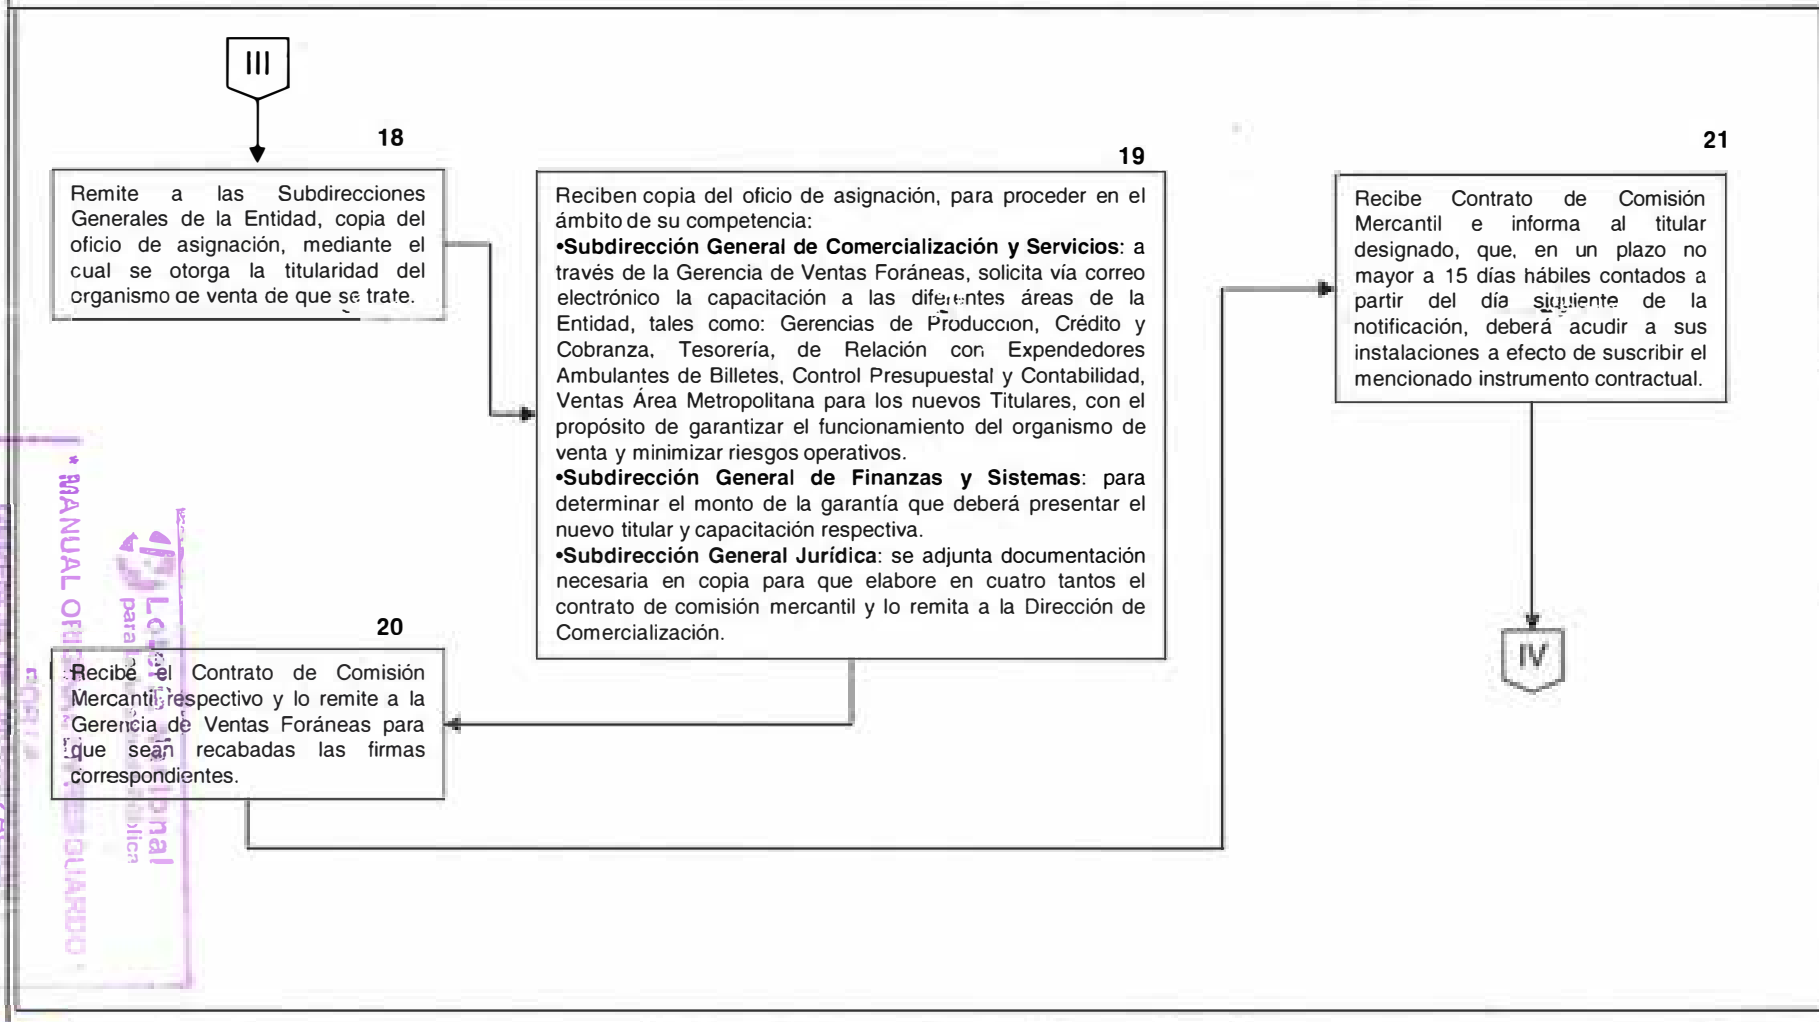 III
18
Remite a las Subdirecciones
Generales de la Entidad, copia del
oficio de asignación, mediante el
cual se otorga la titularidad del
organismo de venta de que se trate.
19
Reciben copia del oficio de asignación, para proceder en el
ámbito de su competencia:
•Subdirección General de Comercialización y Servicios: a
través de la Gerencia de Ventas Foráneas, solicita vía correo
electrónico la capacitación a las diferentes áreas de la
Entidad, tales como: Gerencias de Producción, Crédito y
Cobranza, Tesorería, de Relación con Expendedores
Ambulantes de Billetes, Control Presupuestal y Contabilidad,
Ventas Área Metropolitana para los nuevos Titulares, con el
propósito de garantizar el funcionamiento del organismo de
venta y minimizar riesgos operativos.
•Subdirección General de Finanzas y Sistemas: para
determinar el monto de la garantía que deberá presentar el
nuevo titular y capacitación respectiva.
•Subdirección General Jurídica: se adjunta documentación
necesaria en copia para que elabore en cuatro tantos el
contrato de comisión mercantil y lo remita a la Dirección de
Comercialización.
20
Recibe el Contrato de Comisión
Mercantil respectivo y lo remite a la
Gerencia de Ventas Foráneas para
que sean recabadas las firmas
correspondientes.
21
Recibe Contrato de Comisión
Mercantil e informa al titular
designado, que, en un plazo no
mayor a 15 días hábiles contados a
partir del día siguiente de la
notificación, deberá acudir a sus
instalaciones a efecto de suscribir el
mencionado instrumento contractual.
IV
* MANUAL
para